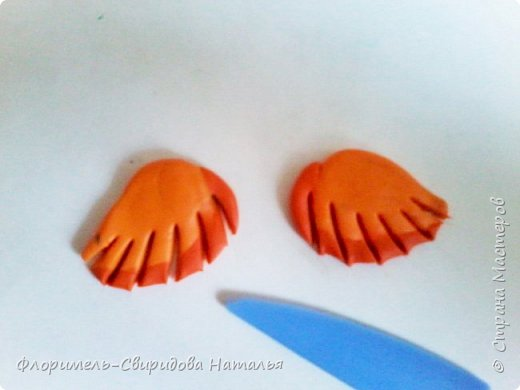 Флоримель-Свиридова Наталья
© Страна Мастеров